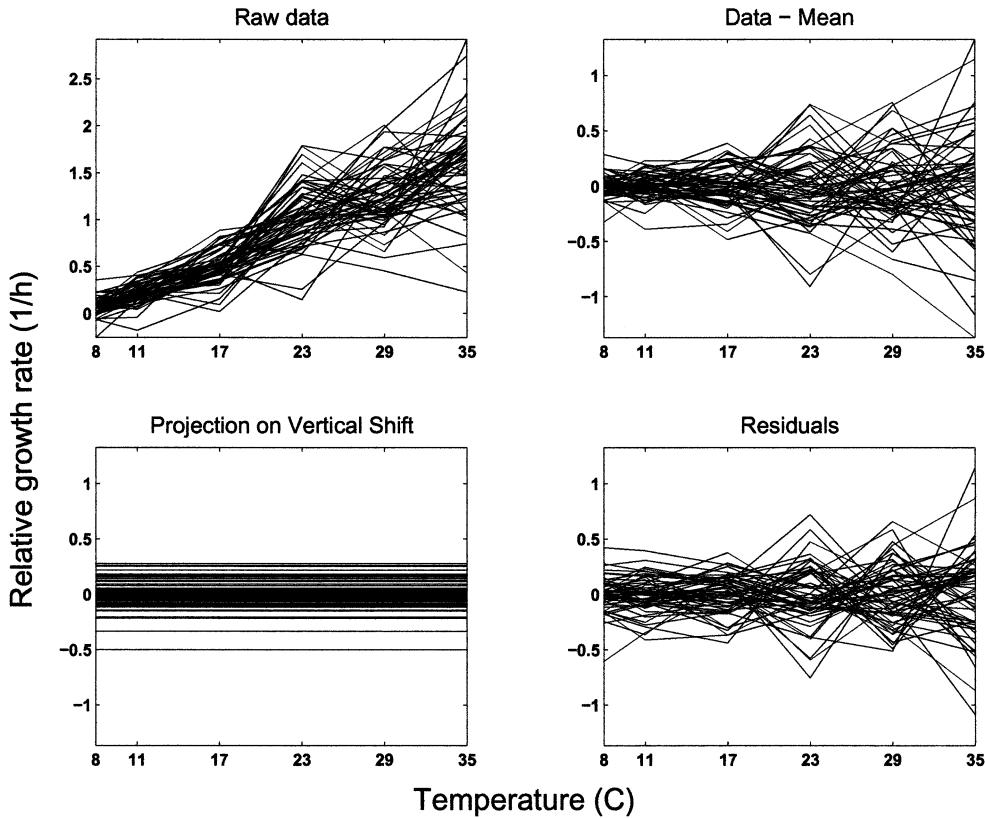 Raw data
Data − Mean
2.5
2
1.5
1
0.5
0
8 11 17 23 29 35
1
0.5
0
−0.5
−1
8 11 17 23 29 35
Projection on Vertical Shift
Residuals
1
0.5
0
−0.5
−1
8 11 17 23 29 35
1
0.5
0
−0.5
−1
8 11 17 23 29 35
Relative growth rate (1/h)
Temperature (C)